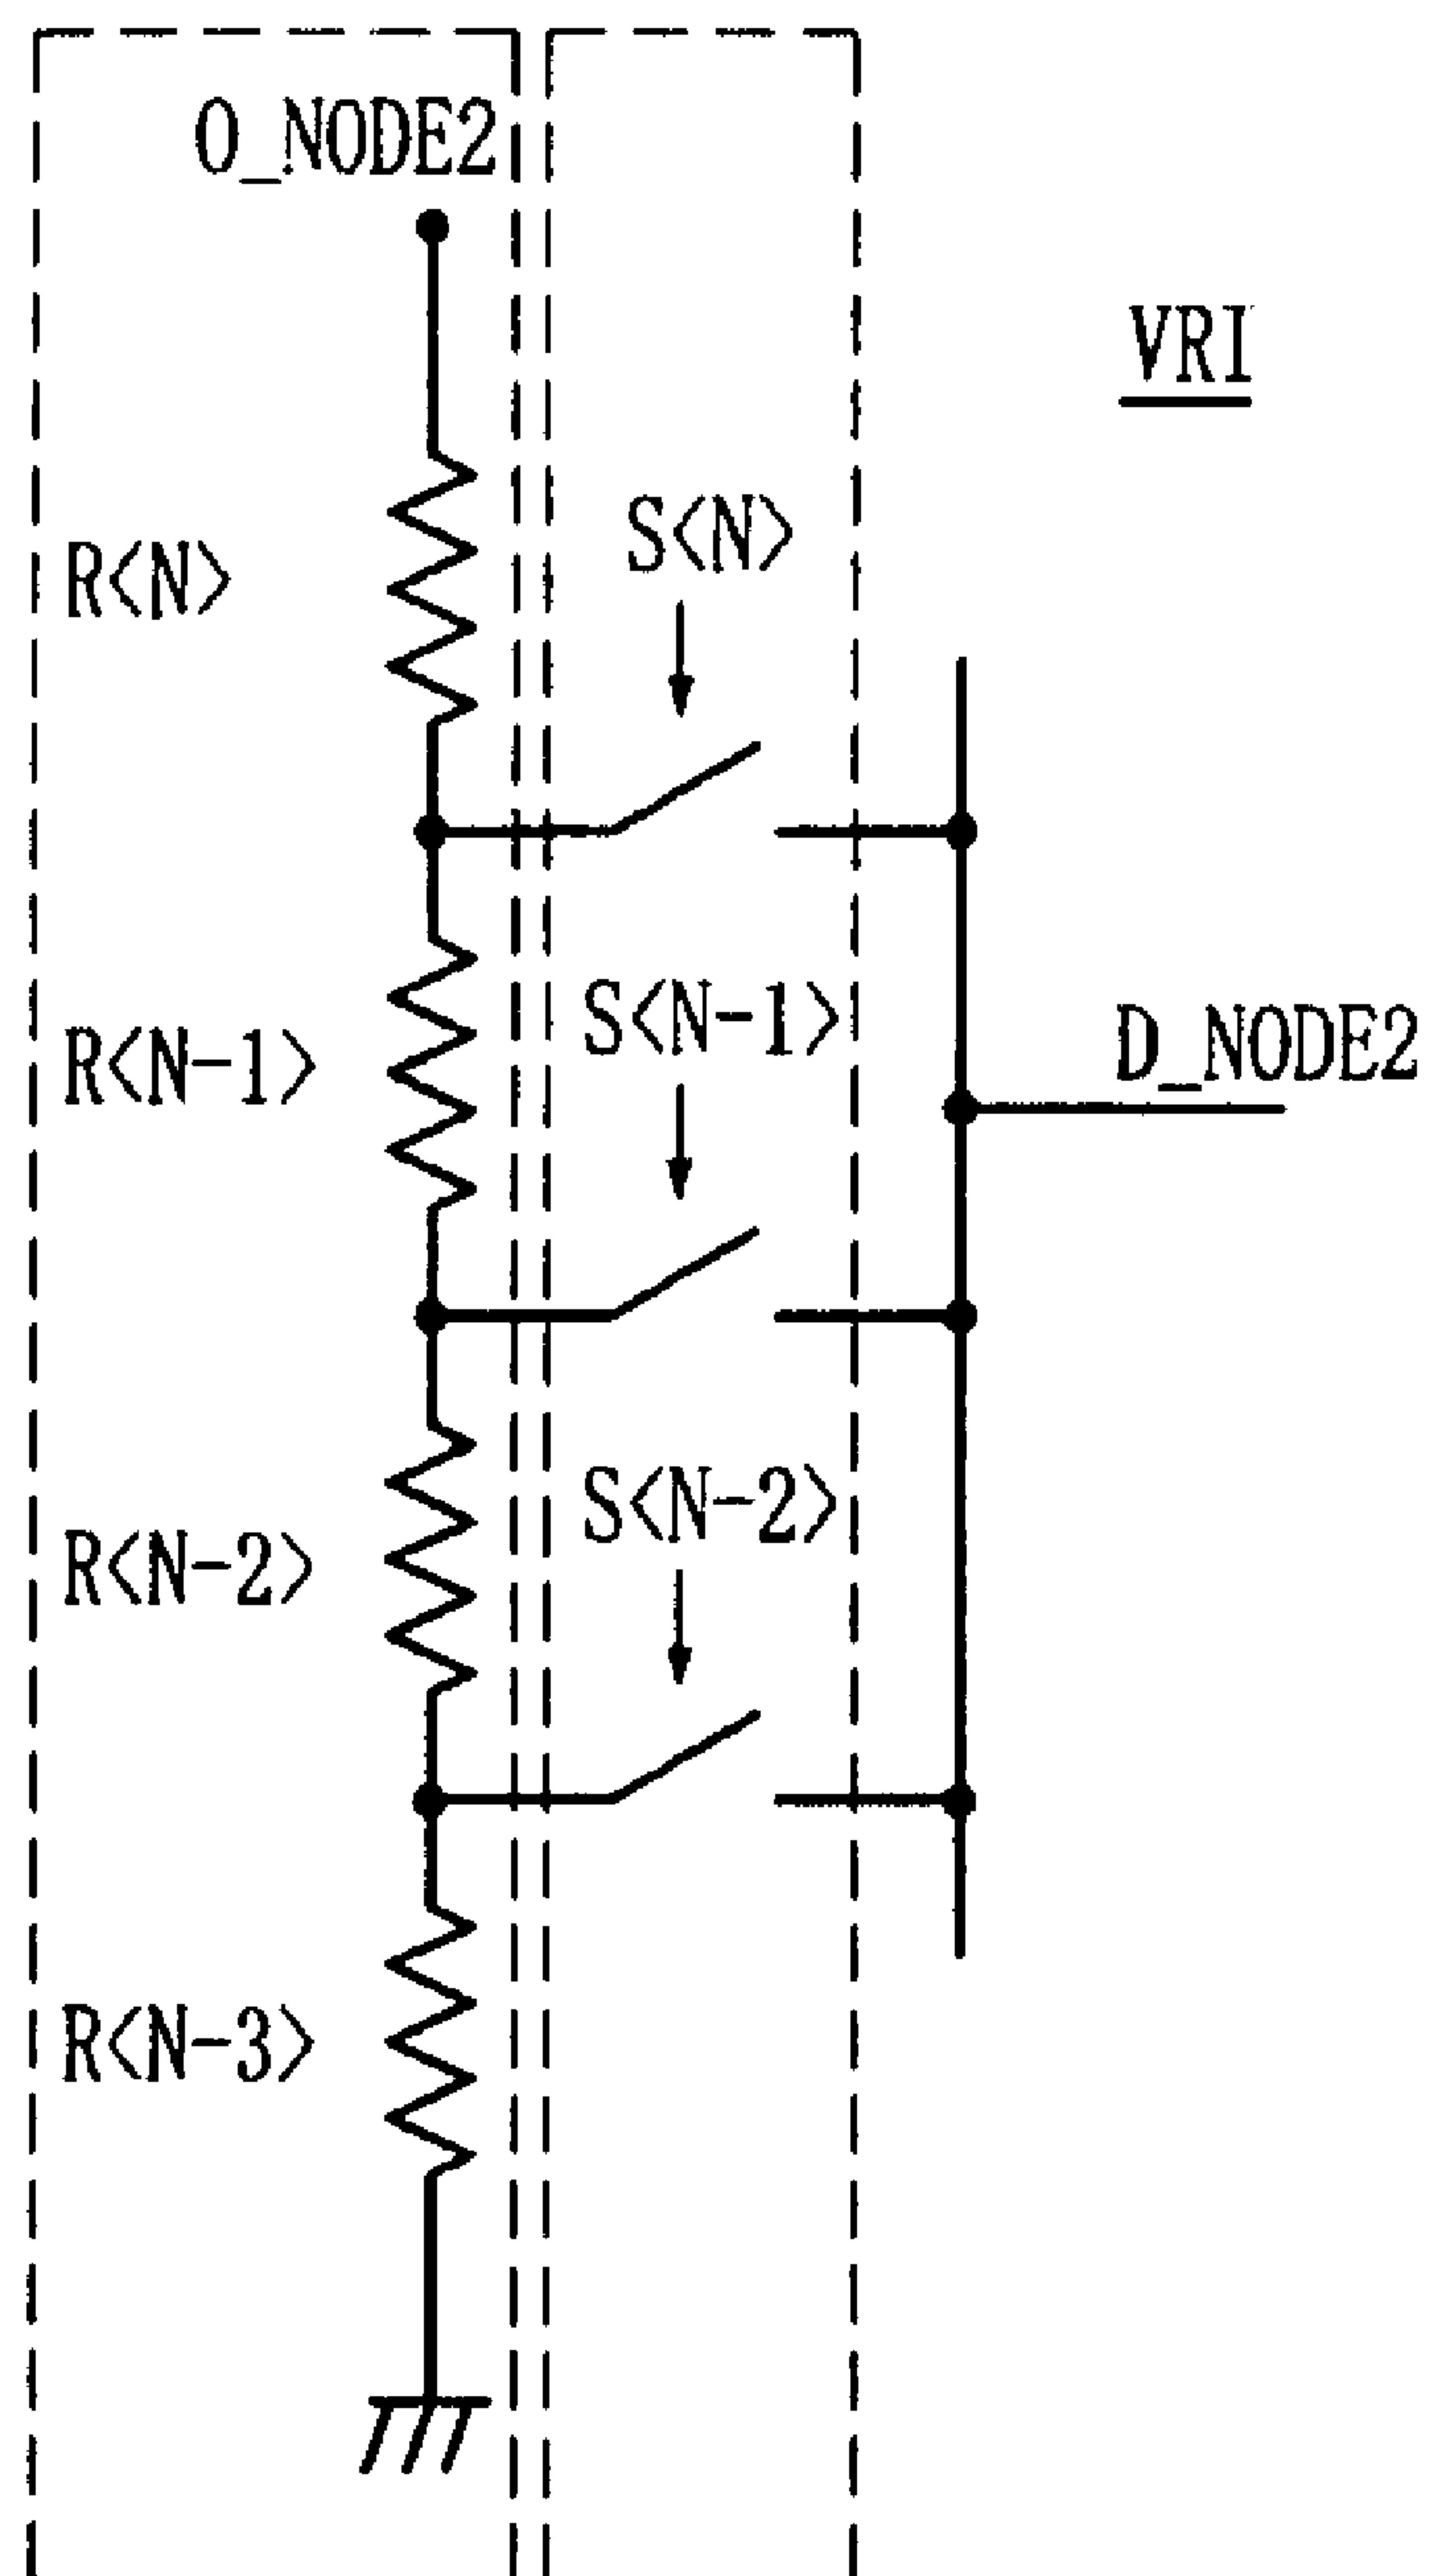 O_NODE2
VRI
S<N>
R<N>
S<N-1>
D_NODE2
R<N-1>
S<N-2>
R<N-2>
R<N-3>